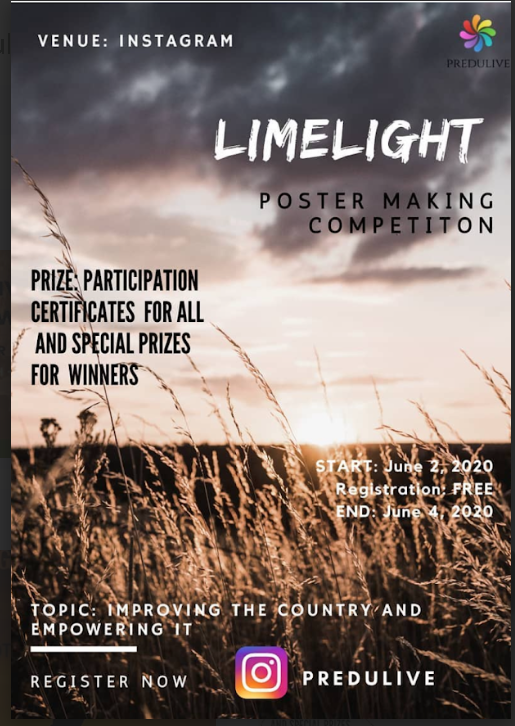 VENUE: INSTAGRAM
PREDULIVE
LIMELIGHT
POSTER MAKING
COMPETITON
PRIZE: PARTICIPATION
CERTIFICATES FOR ALL
AND SPECIAL PRIZES
FOR WINNERS
START: June 2, 2020
Registration: FREE
END: June 4, 2020
TOPIC: IMPROVING THE COUNTRY AND
EMPOWERING IT
REGISTER NOW
PREDULIVE